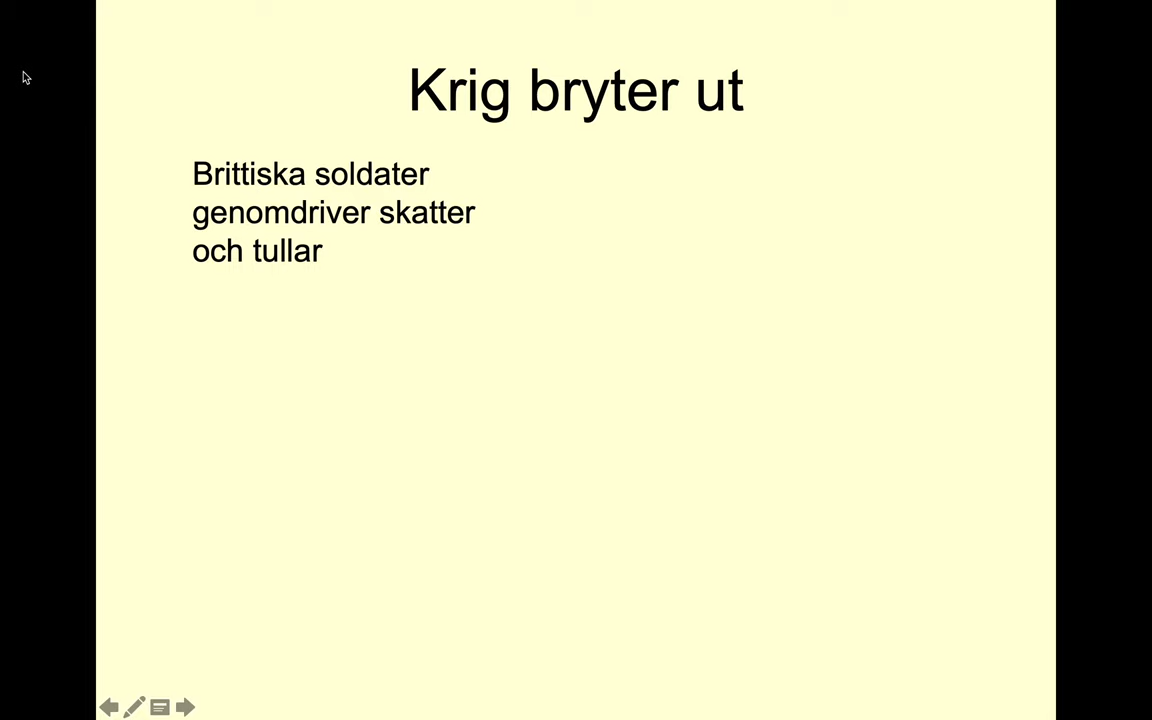 Krig bryter ut
Brittiska soldater
genomdriver skatter
och tullar